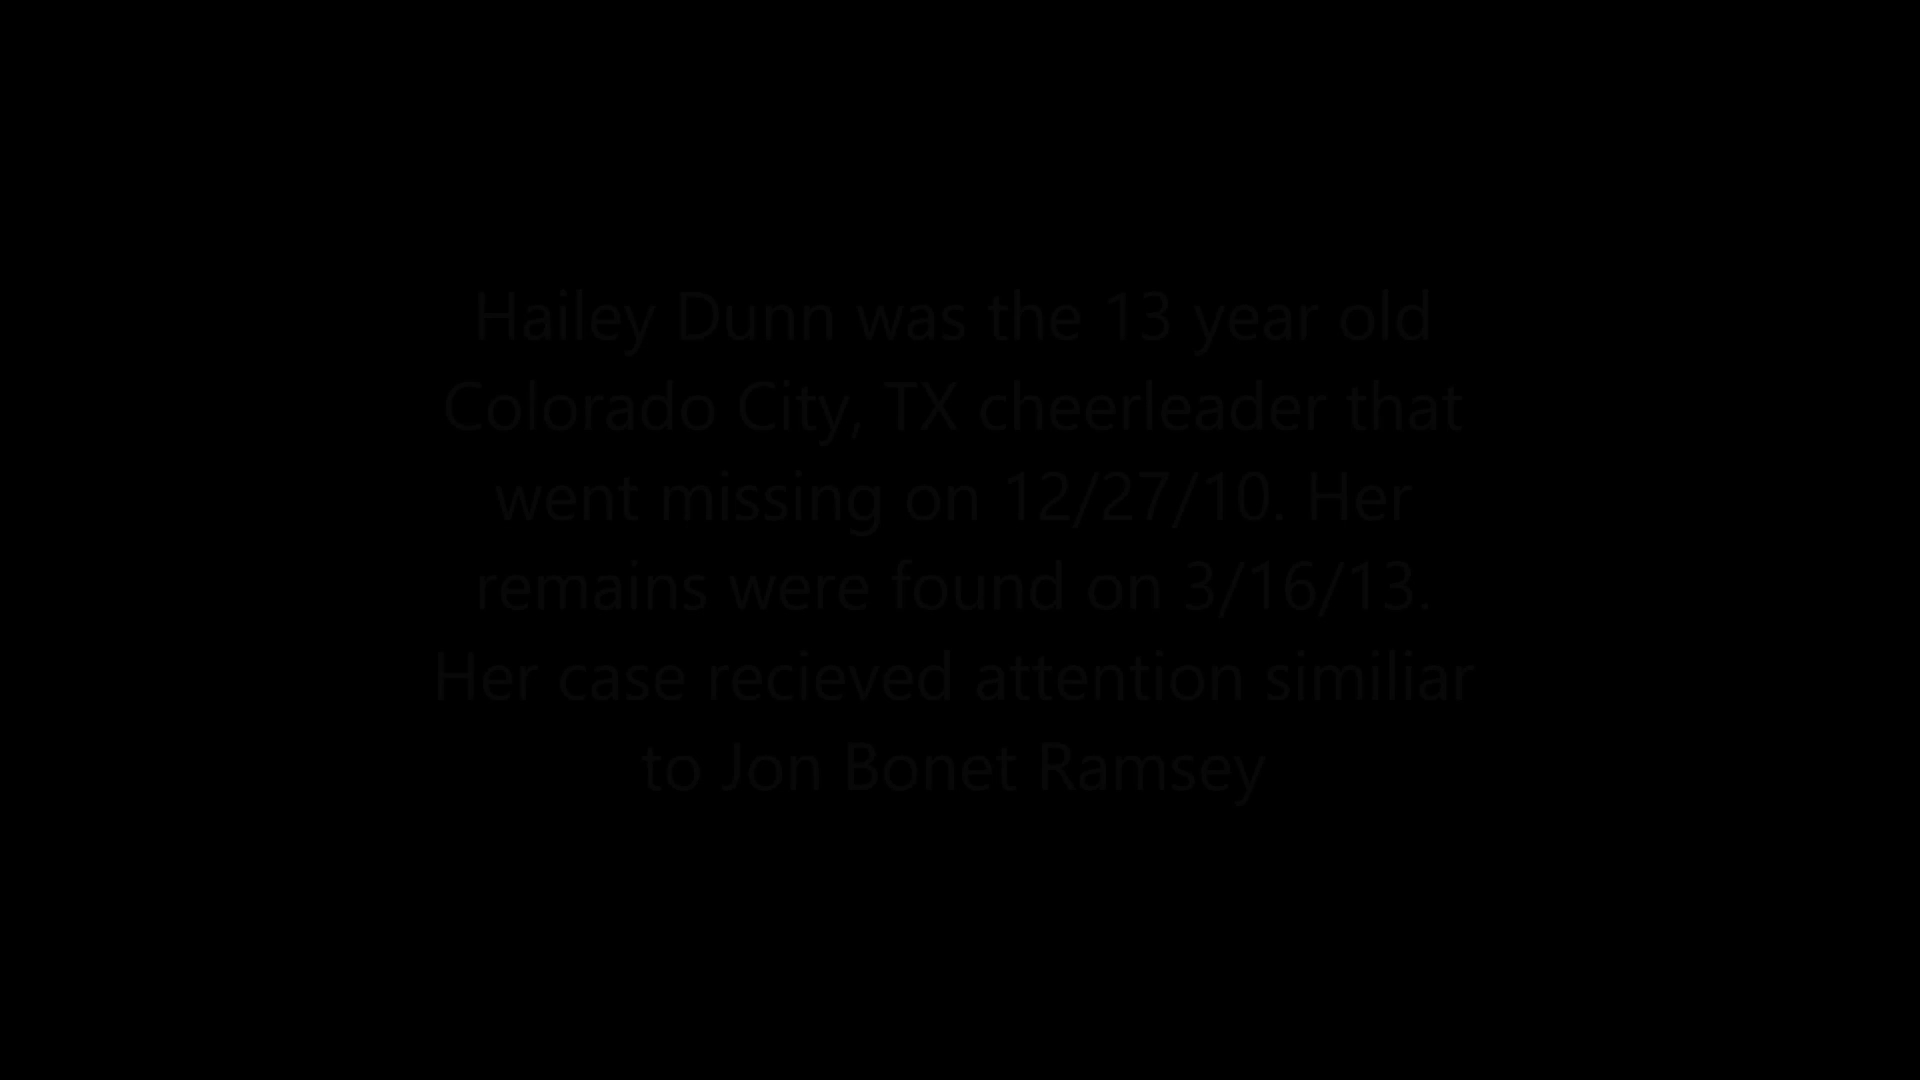 Hailey Dunn was the 13 year old
Colorado City, TX cheerleader that
went missing on 12/27/10. Her
remains were found on 3/16/13.
Her case recieved attention similiar
to Jon Bonet Ramsey